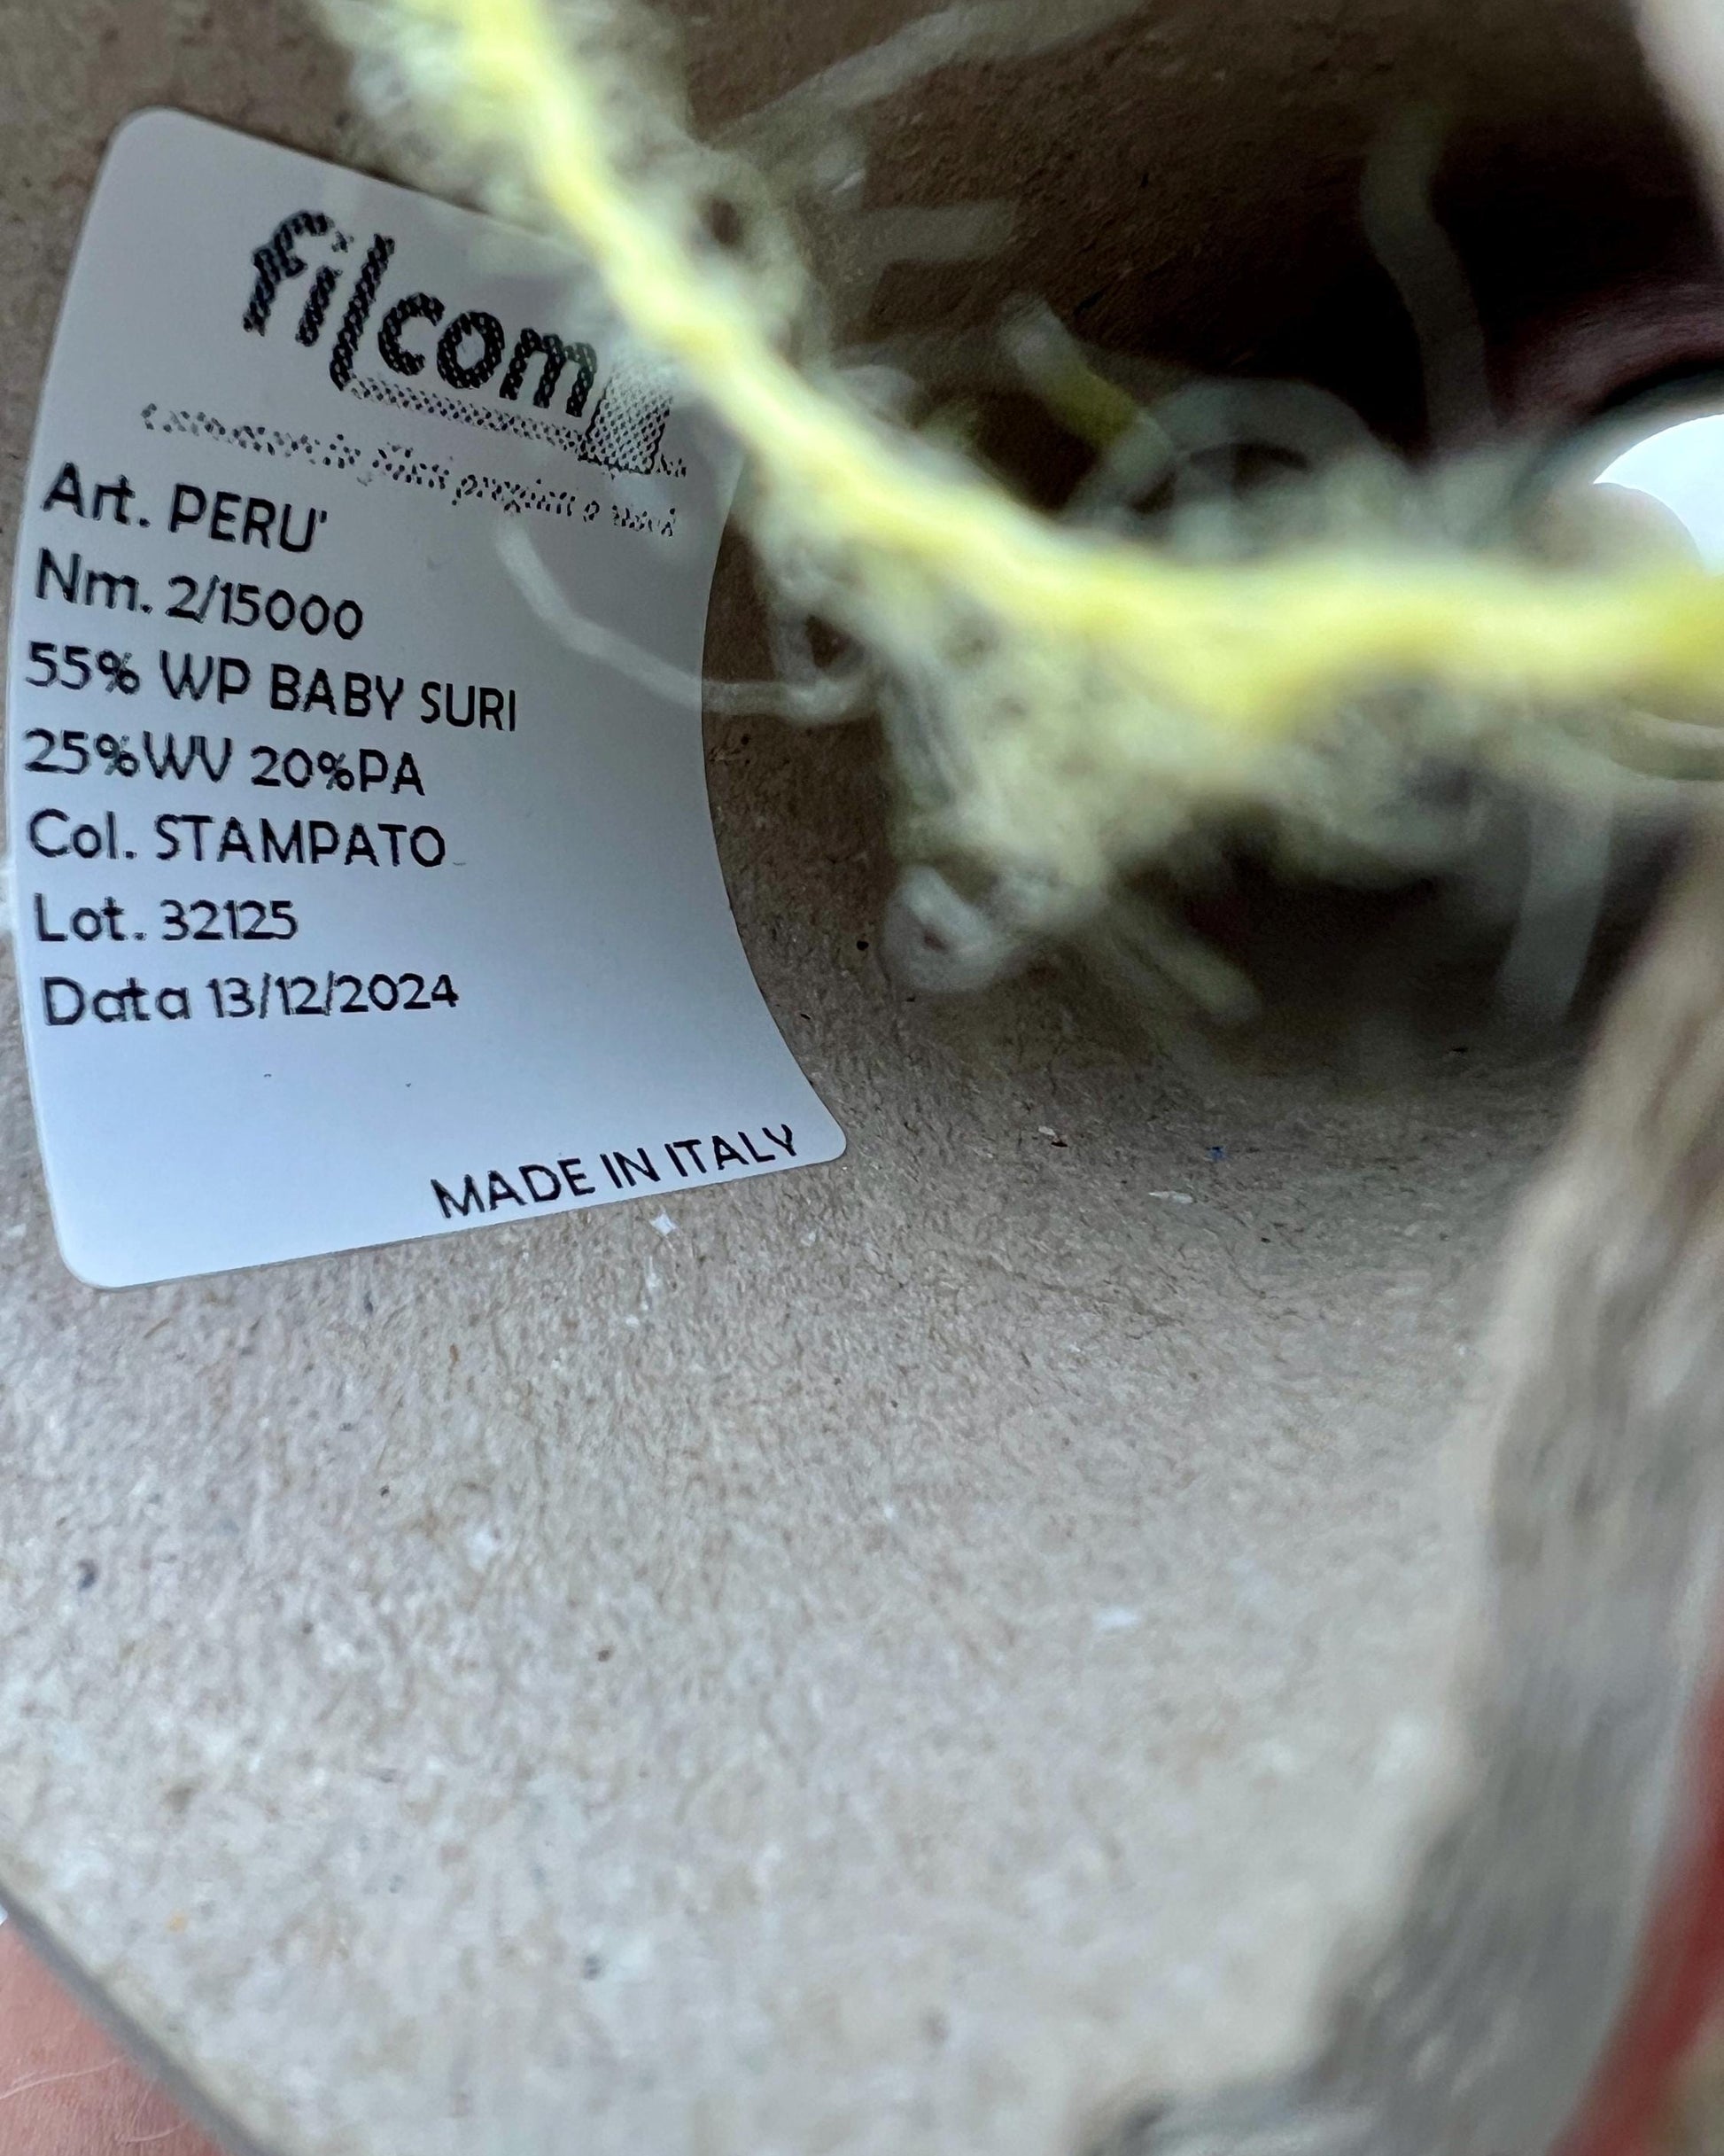 filcom
Art. PERU'
Nm. 2/15000
55% WP BABY SURI
25%WV 20%PA
Col. STAMPATO
Lot. 32125
Data 13/12/2024
MADE IN ITALY